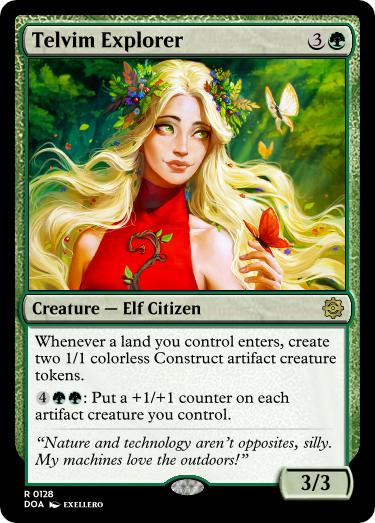 Telvim Explorer 3
Creature — Elf Citizen
Whenever a land you control enters, create
two 1/1 colorless Construct artifact creature
tokens.
4: Put a +1/+1 counter on each
artifact creature you control.
“Nature and technology aren’t opposites, silly.
My machines love the outdoors!”
3/3
R 0128
DOA EXELLERO